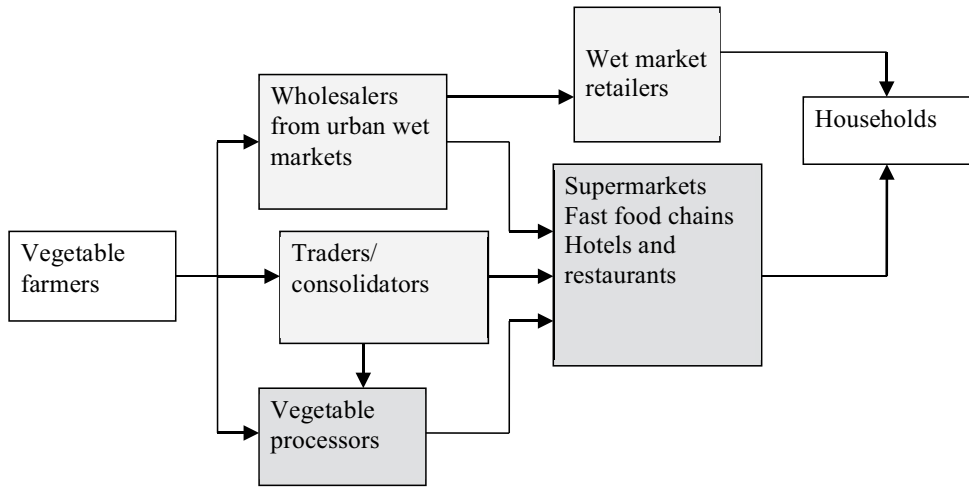 Vegetable
farmers
Wholesalers
from urban wet
markets
Traders/
consolidators
Vegetable
processors
Wet market
retailers
Supermarkets
Fast food chains
Hotels and
restaurants
Households